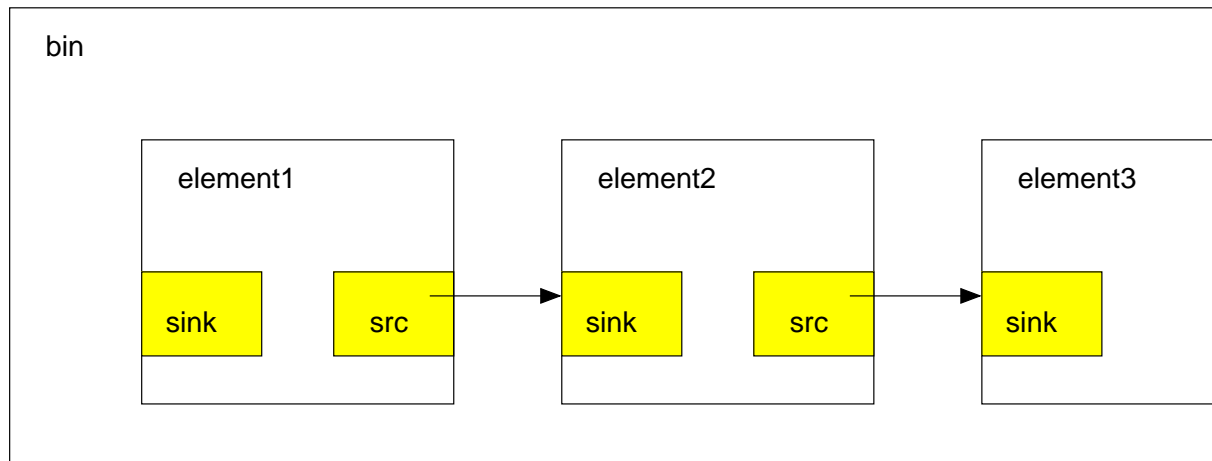 bin
element1
element2
element3
sink
src
sink
src
sink